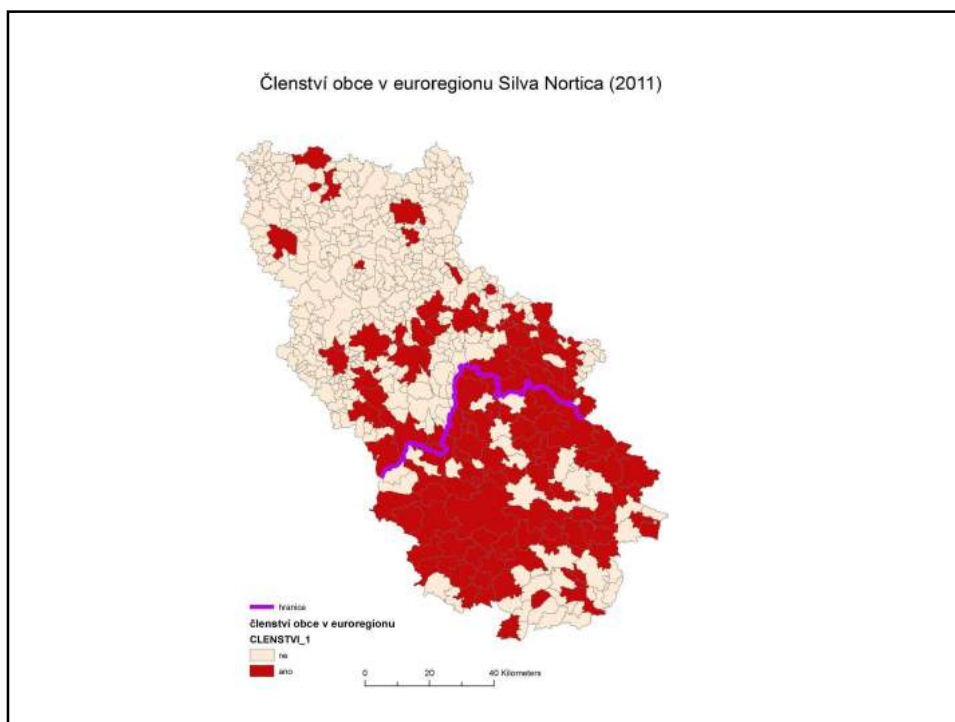 Členství obce v euroregionu Silva Nortica (2011)
hranice
členství obce v euroregionu
CLENSTVI_1
ne
ano
0 20 40 Kilometers